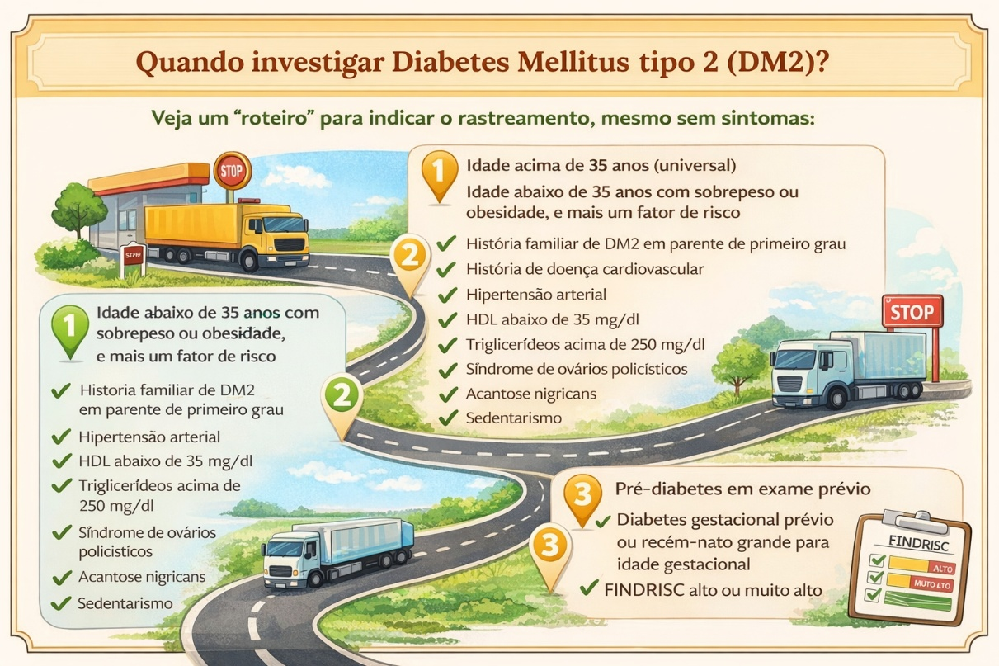 Quando investigar Diabetes Mellitus tipo 2 (DM2)?
Veja um “roteiro” para indicar o rastreamento, mesmo sem sintomas:
STOP
1
Idade acima de 35 anos (universal)
Idade abaixo de 35 anos com sobrepeso ou
obesidade, e mais um fator de risco
2
História familiar de DM2 em parente de primeiro grau
História de doença cardiovascular
Hipertensão arterial
HDL abaixo de 35 mg/dl
Triglicerídeos acima de 250 mg/dl
Síndrome de ovários policísticos
Acantose nigricans
Sedentarismo
STOP
1
Idade abaixo de 35 anos com
sobrepeso ou obesidade,
e mais um fator de risco
Historia familiar de DM2
em parente de primeiro grau
Hipertensão arterial
HDL abaixo de 35 mg/dl
Triglicerídeos acima de
250 mg/dl
Síndrome de ovários
policisticos
Acantose nigricans
Sedentarismo
2
3
Pré-diabetes em exame prévio
Diabetes gestacional prévio
ou recém-nato grande para
idade gestacional
3
FINDRISC alto ou muito alto
FINDRISC
ALTO